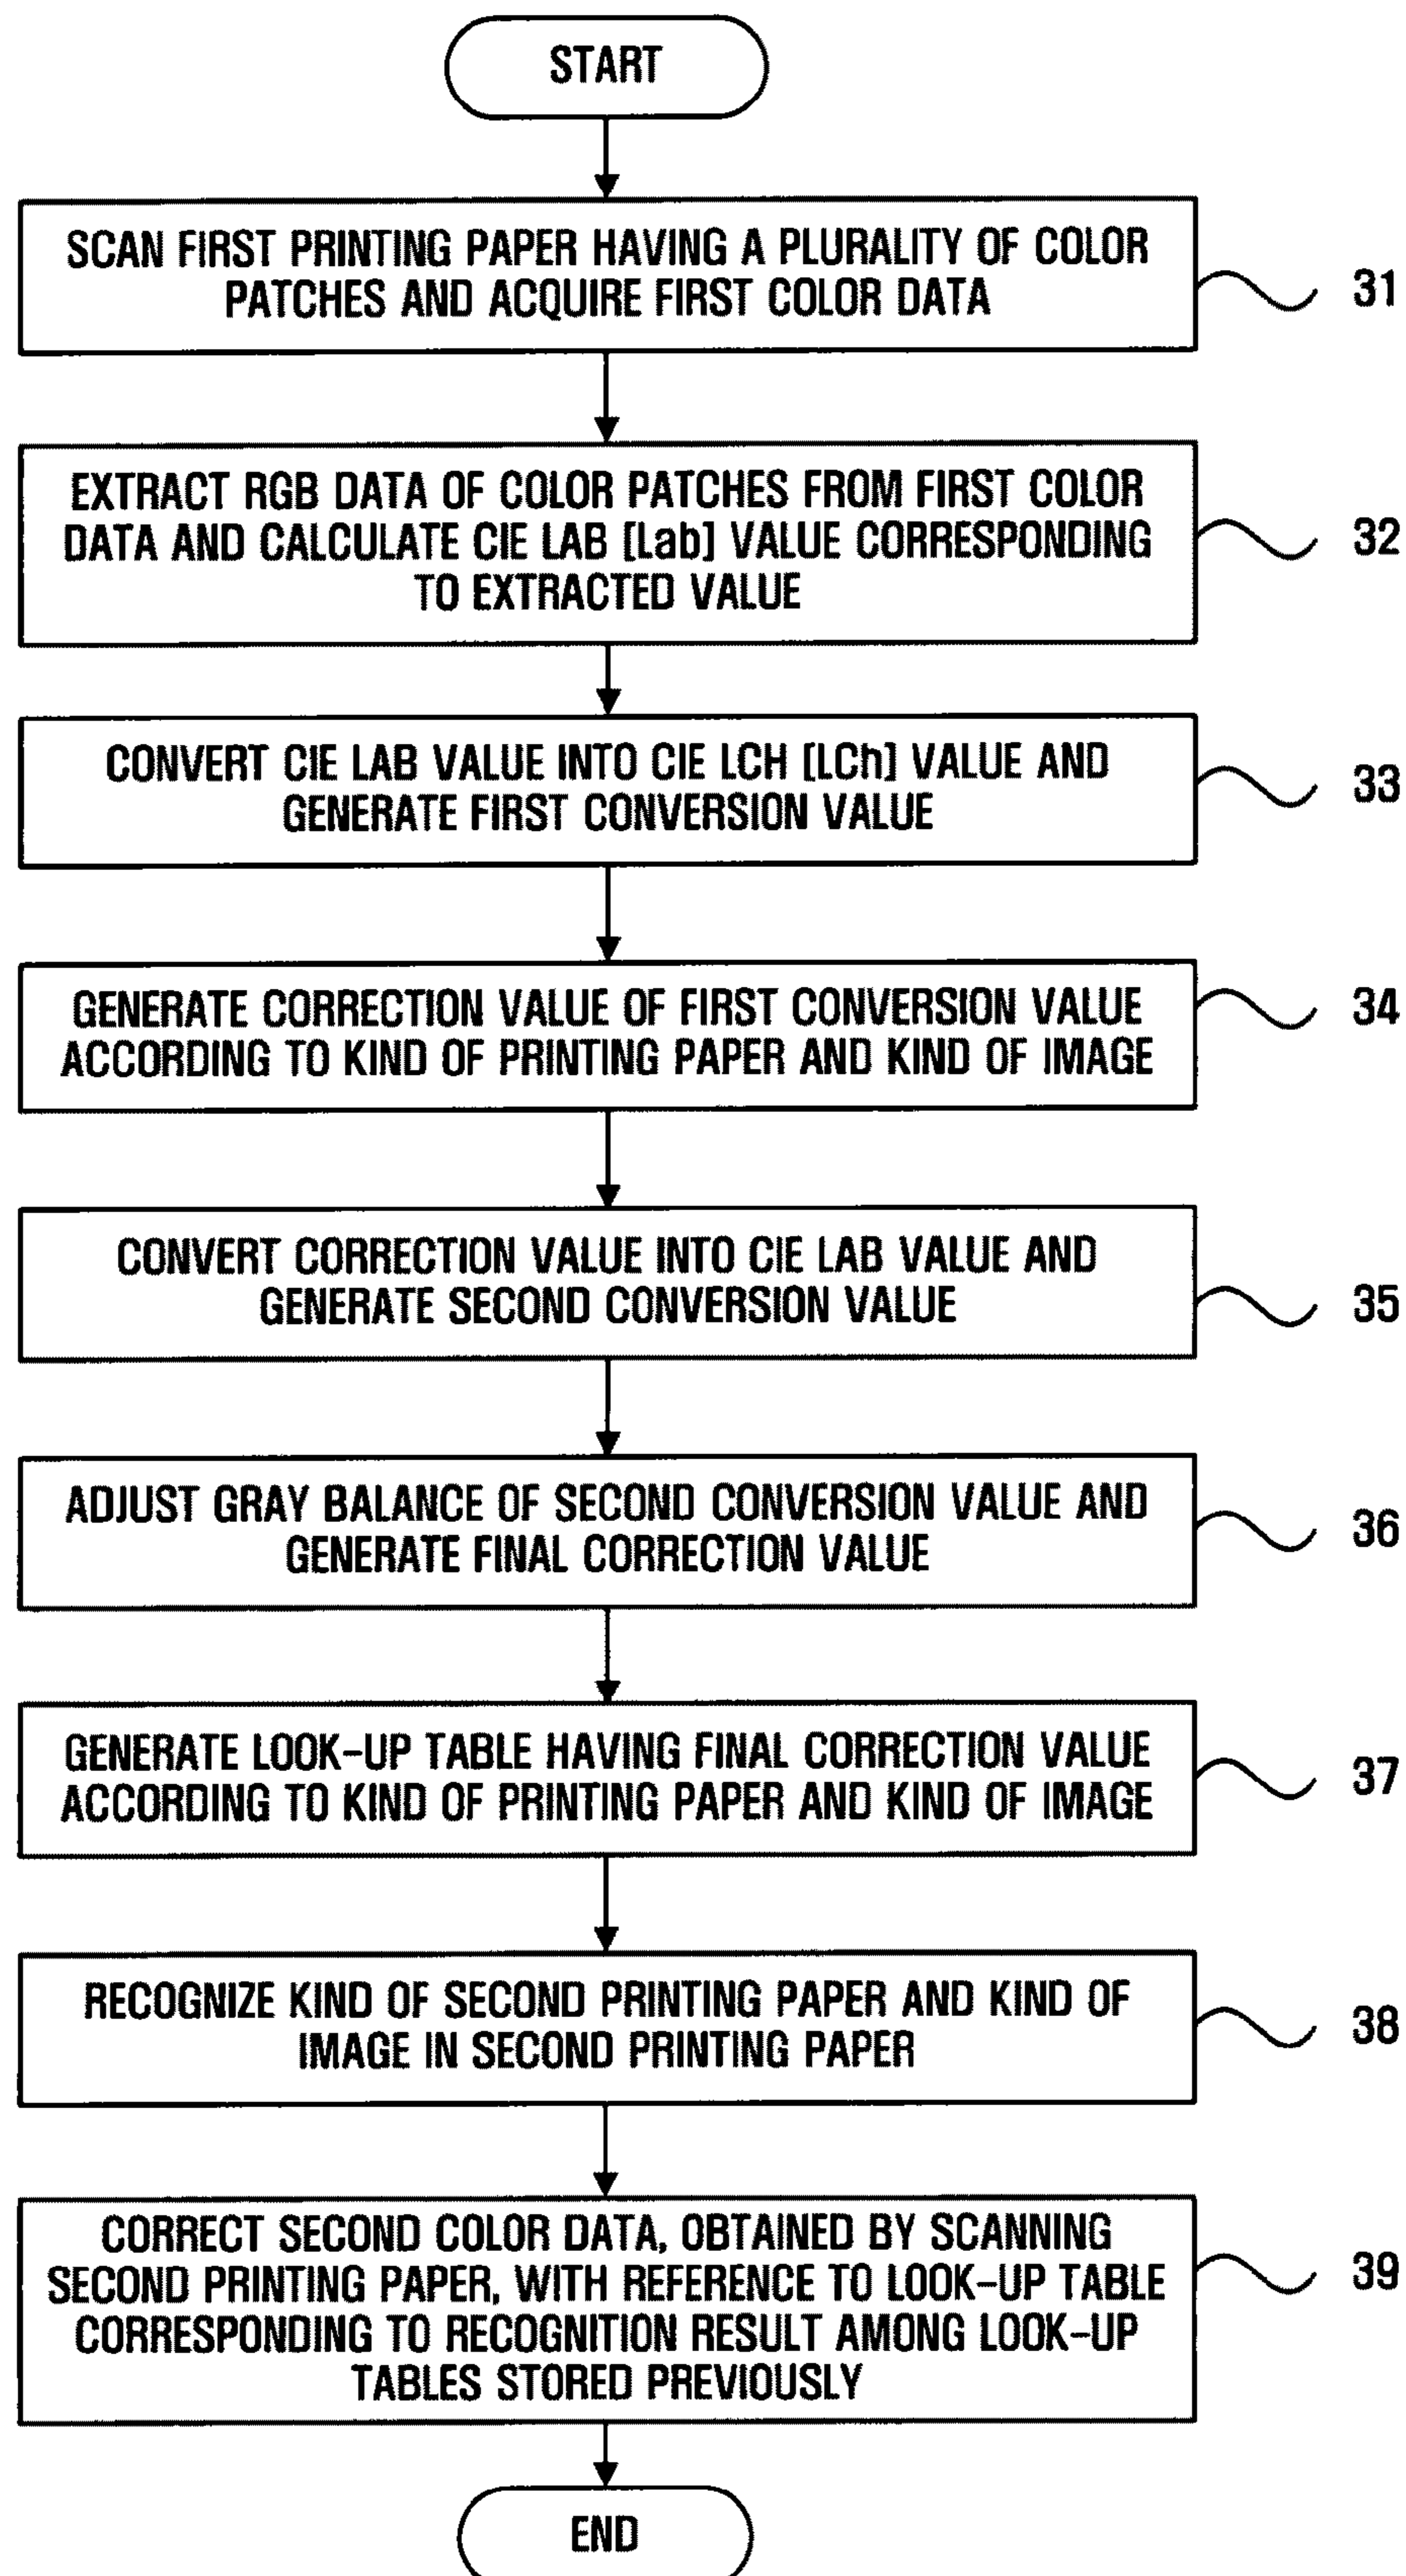 START
SCAN FIRST PRINTING PAPER HAVING A PLURALITY OF COLOR
PATCHES AND ACQUIRE FIRST COLOR DATA
31
EXTRACT RGB DATA OF COLOR PATCHES FROM FIRST COLOR
DATA AND CALCULATE CIE LAB [Lab] VALUE CORRESPONDING
TO EXTRACTED VALUE
32
CONVERT CIE LAB VALUE INTO CIE LCH [LCh] VALUE AND
GENERATE FIRST CONVERSION VALUE
33
GENERATE CORRECTION VALUE OF FIRST CONVERSION VALUE
ACCORDING TO KIND OF PRINTING PAPER AND KIND OF IMAGE
34
CONVERT CORRECTION VALUE INTO CIE LAB VALUE AND
GENERATE SECOND CONVERSION VALUE
35
ADJUST GRAY BALANCE OF SECOND CONVERSION VALUE AND
GENERATE FINAL CORRECTION VALUE
36
GENERATE LOOK-UP TABLE HAVING FINAL CORRECTION VALUE
ACCORDING TO KIND OF PRINTING PAPER AND KIND OF IMAGE
37
RECOGNIZE KIND OF SECOND PRINTING PAPER AND KIND OF
IMAGE IN SECOND PRINTING PAPER
38
CORRECT SECOND COLOR DATA, OBTAINED BY SCANNING
SECOND PRINTING PAPER, WITH REFERENCE TO LOOK-UP TABLE
CORRESPONDING TO RECOGNITION RESULT AMONG LOOK-UP
TABLES STORED PREVIOUSLY
39
END